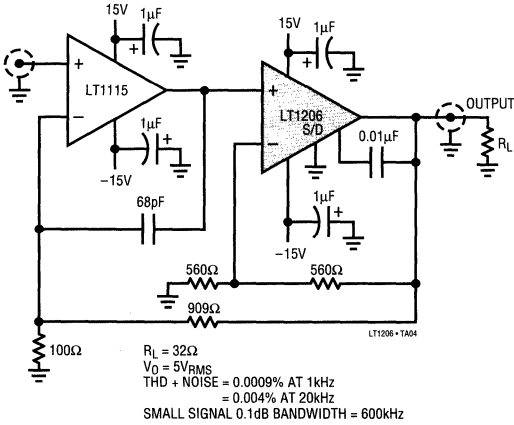 15V
1μF
+
+
LT1115
−
1μF
+
−15V
68pF
15V
1μF
+
+
LT1206
S/D
−
0.01μF
OUTPUT
RL
1μF
+
−15V
560Ω
560Ω
909Ω
100Ω
LT1206 • TA04
RL = 32Ω
VO = 5VRMS
THD + NOISE = 0.0009% AT 1kHz
= 0.004% AT 20kHz
SMALL SIGNAL 0.1dB BANDWIDTH = 600kHz